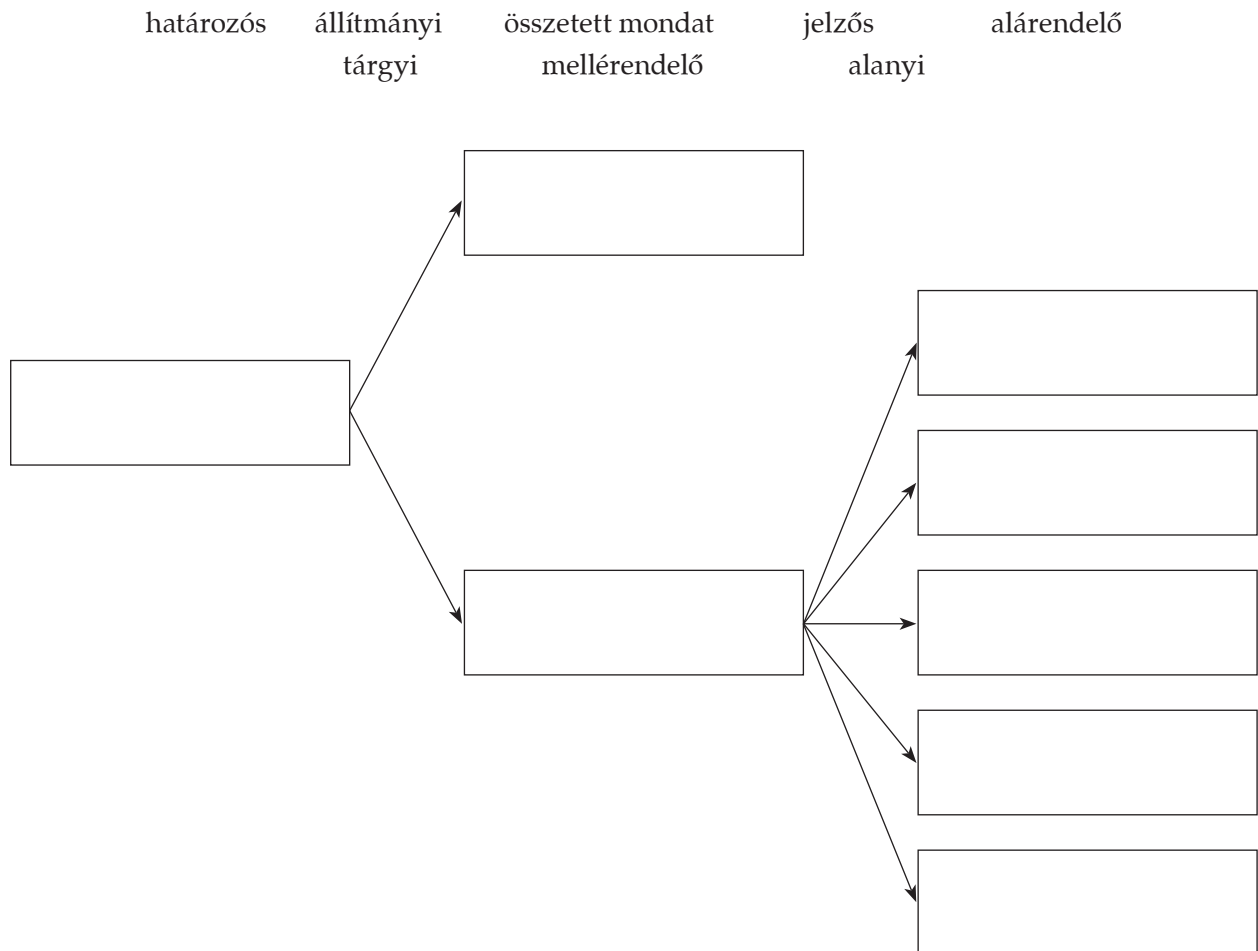 határozós állítmányi összetett mondat jelzős alárendelő
tárgyi mellérendelő alanyi